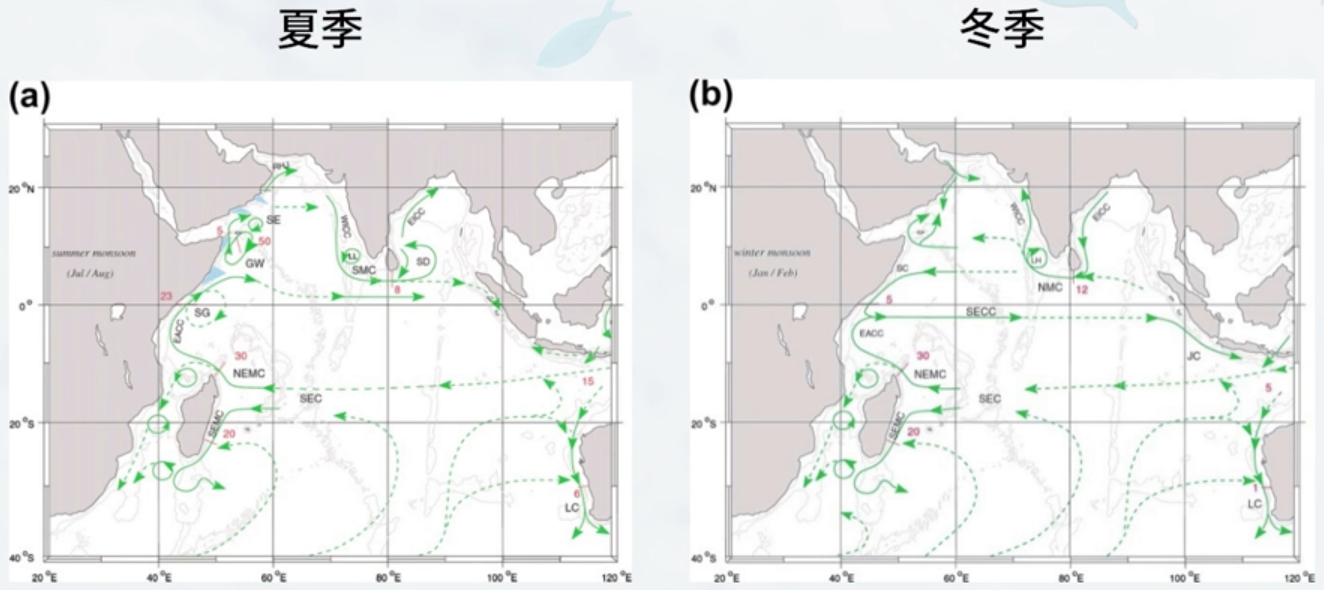 夏季
冬季
(a)
20°N
0°
20°S
40°S
20°E
40°E
60°E
80°E
100°E
120°E
summer monsoon
(Jul / Aug)
SE
5
50
GW
WICC
LL
SMC
EICC
SD
8
23
SG
EACC
30
NEMC
SEC
15
SEMC
20
6
LC
(b)
20°N
0°
20°S
40°S
20°E
40°E
60°E
80°E
100°E
120°E
winter monsoon
(Jan / Feb)
WICC
LH
EICC
SC
NMC
12
5
SECC
EACC
JC
30
NEMC
SEC
5
SEMC
20
1
LC